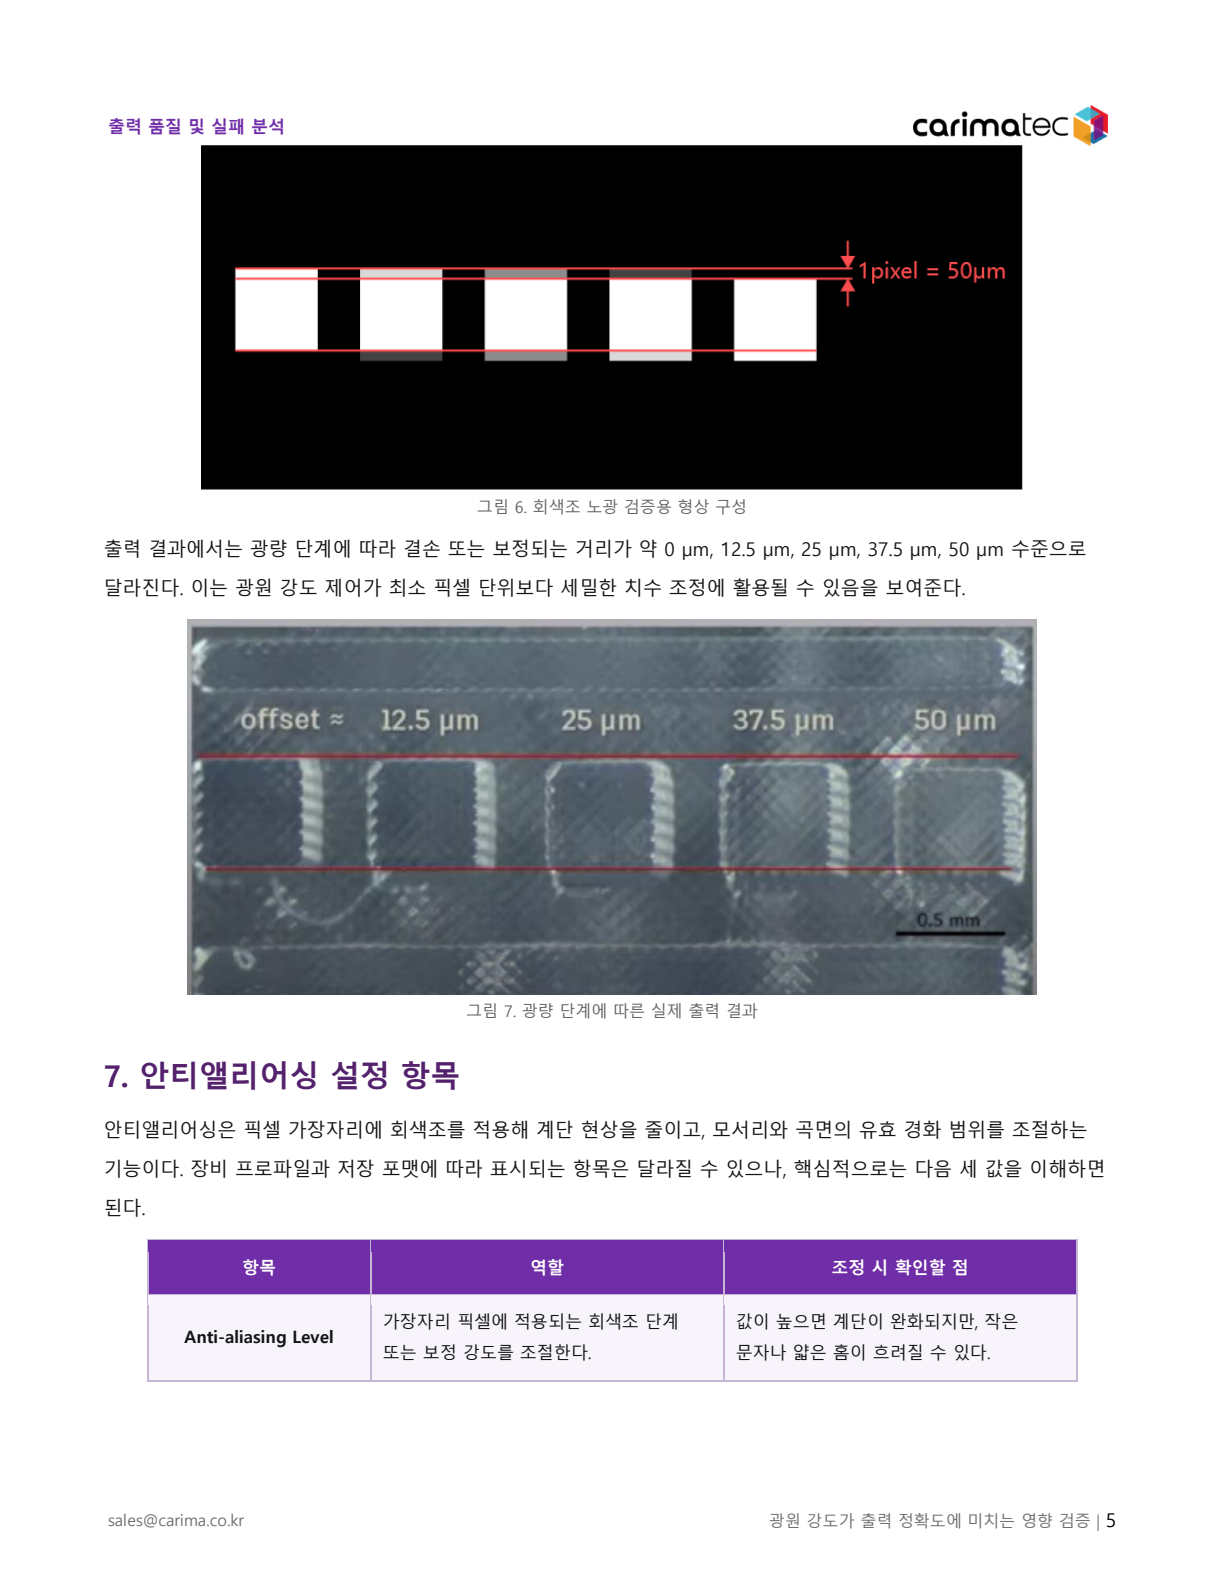 출력 품질 및 실패 분석
carimatec
1pixel = 50μm
그림 6. 회색조 노광 검증용 형상 구성
출력 결과에서는 광량 단계에 따라 결손 또는 보정되는 거리가 약 0 μm, 12.5 μm, 25 μm, 37.5 μm, 50 μm 수준으로
달라진다. 이는 광원 강도 제어가 최소 픽셀 단위보다 세밀한 치수 조정에 활용될 수 있음을 보여준다.
offset ≈ 12.5 μm 25 μm 37.5 μm 50 μm
0.5 mm
그림 7. 광량 단계에 따른 실제 출력 결과
7. 안티앨리어싱 설정 항목
안티앨리어싱은 픽셀 가장자리에 회색조를 적용해 계단 현상을 줄이고, 모서리와 곡면의 유효 경화 범위를 조절하는
기능이다. 장비 프로파일과 저장 포맷에 따라 표시되는 항목은 달라질 수 있으나, 핵심적으로는 다음 세 값을 이해하면
된다.
항목 역할 조정 시 확인할 점
Anti-aliasing Level
가장자리 픽셀에 적용되는 회색조 단계
또는 보정 강도를 조절한다.
값이 높으면 계단이 완화되지만, 작은
문자나 얇은 홈이 흐려질 수 있다.
sales@carima.co.kr
광원 강도가 출력 정확도에 미치는 영향 검증 | 5